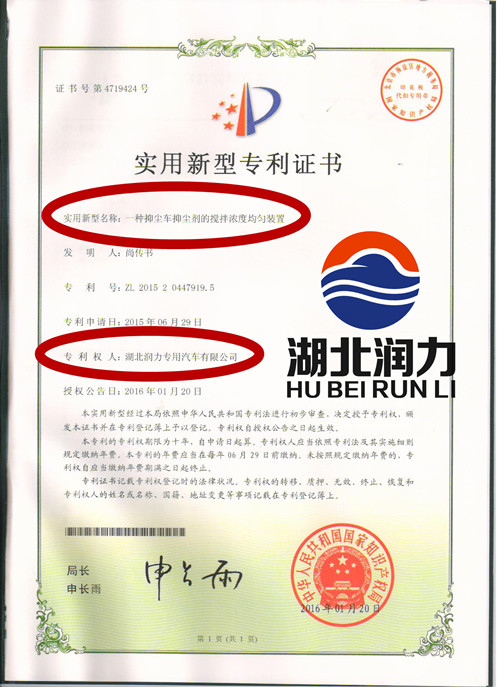 证书号第4719424号
实用新型专利证书
实用新型名称：一种抑尘车抑尘剂的搅拌浓度均匀装置
发明人：尚传书
专利号：ZL 2015 2 0447919.5
专利申请日：2015年06月29日
专利权人：湖北润力专用汽车有限公司
授权公告日：2016年01月20日
湖北润力
HU BEI RUN LI
本实用新型经过本局依照中华人民共和国专利法进行初步审查，决定授予专利权，颁
发本证书并在专利登记簿上予以登记。专利权自授权公告之日起生效。
本专利的专利权期限为十年，自申请日起算。专利权人应当依照专利法及其实施细则
规定缴纳年费。本专利的年费应当在每年06月29日前缴纳。未按照规定缴纳年费的，专
利权自应当缴纳年费期满之日起终止。
专利证书记载专利权登记时的法律状况。专利权的转移、质押、无效、终止、恢复和
专利权人的姓名或名称、国籍、地址变更等事项记载在专利登记簿上。
局长
申长雨
申长雨
中华人民共和国国家知识产权局
2016年01月20日
第1页（共1页）